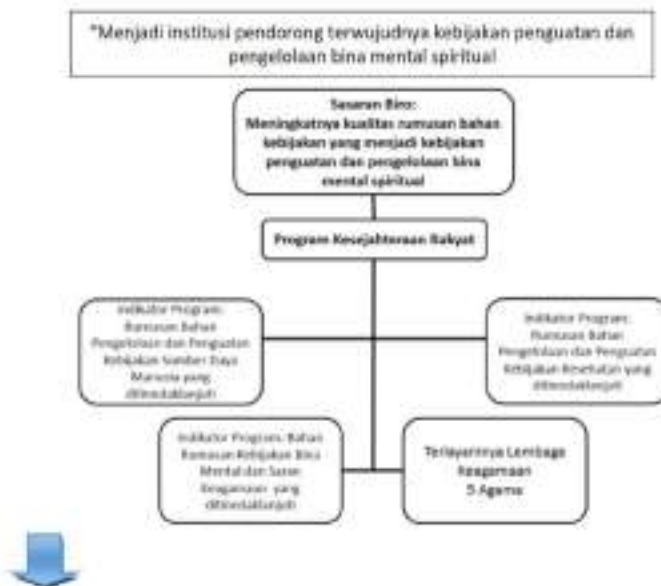 "Menjadi institusi pendorong terwujudnya kebijakan penguatan dan
pengelolaan bina mental spiritual
Sasaran Biro:
Meningkatnya kualitas rumusan bahan
kebijakan yang menjadi kebijakan
penguatan dan pengelolaan bina
mental spiritual
Program Kesejahteraan Rakyat
Indikator Program:
Rumusan Bahan
Pengelolaan dan Penguatan
Kebijakan Sumber Daya
Manusia yang
ditindaklanjuti
Indikator Program:
Rumusan Bahan
Pengelolaan dan Penguatan
Kebijakan Kesehatan yang
ditindaklanjuti
Indikator Program: Bahan
Rumusan Kebijakan Bina
Mental dan Saran
Keagamaan yang
ditindaklanjuti
Terlayaninya Lembaga
Keagamaan
5 Agama